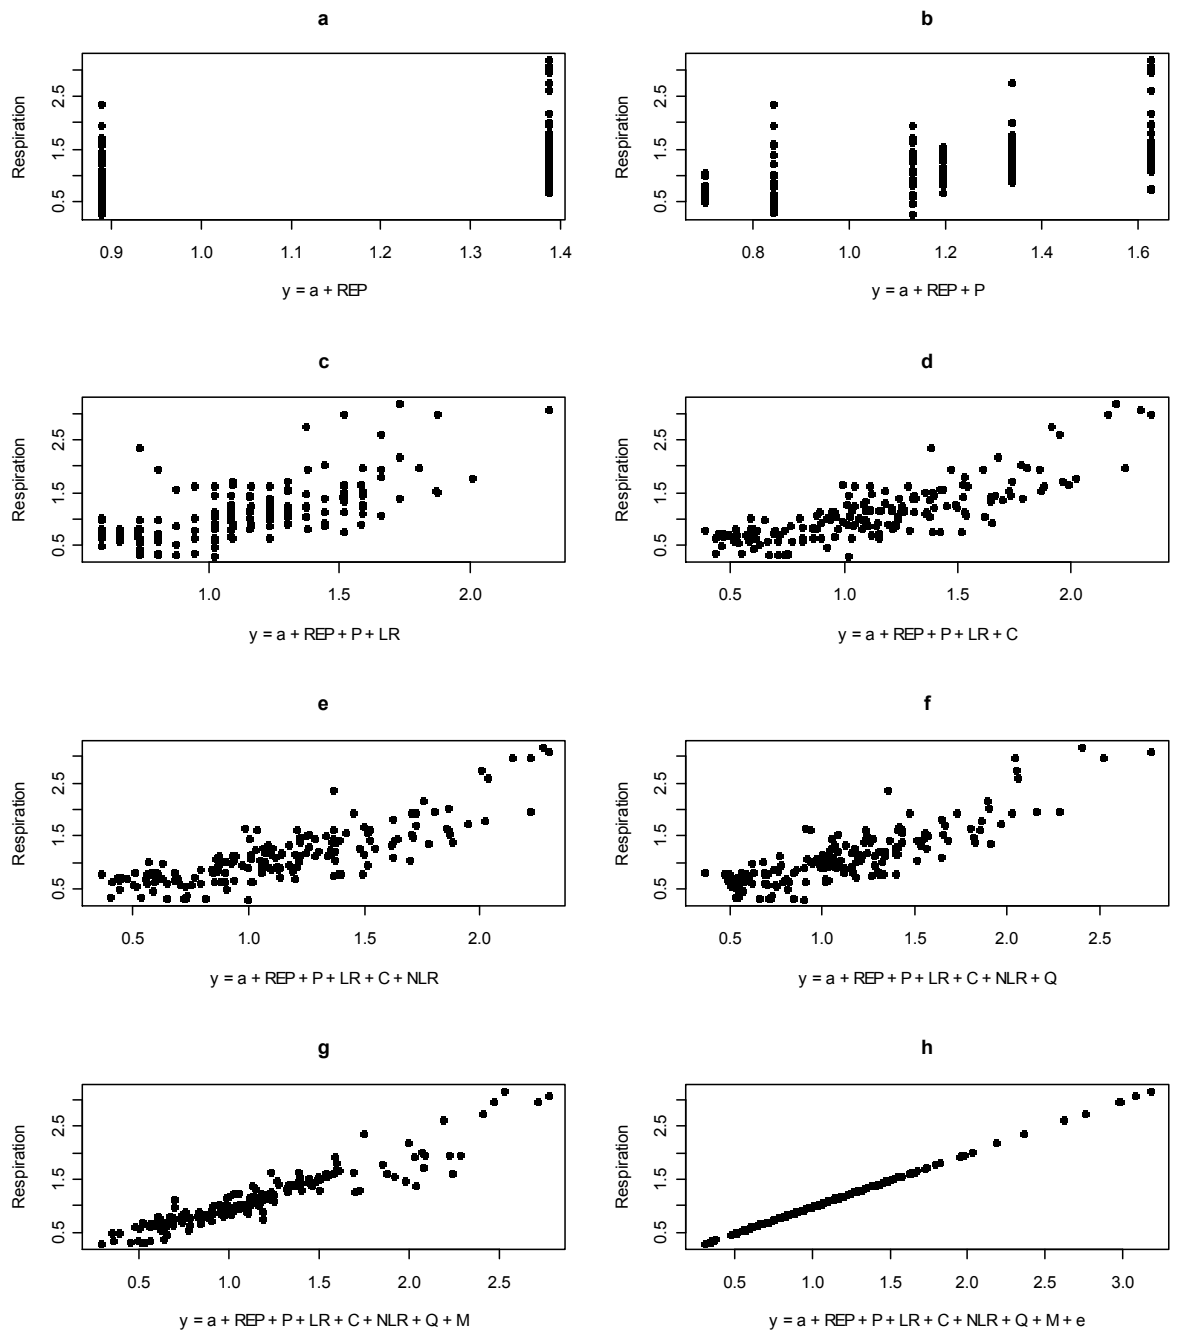 a
b
Respiration
2.5
1.5
0.5
0.9 1.0 1.1 1.2 1.3 1.4
y = a + REP
Respiration
2.5
1.5
0.5
0.8 1.0 1.2 1.4 1.6
y = a + REP + P
c
d
Respiration
2.5
1.5
0.5
1.0 1.5 2.0
y = a + REP + P + LR
Respiration
2.5
1.5
0.5
0.5 1.0 1.5 2.0
y = a + REP + P + LR + C
e
f
Respiration
2.5
1.5
0.5
0.5 1.0 1.5 2.0
y = a + REP + P + LR + C + NLR
Respiration
2.5
1.5
0.5
0.5 1.0 1.5 2.0 2.5
y = a + REP + P + LR + C + NLR + Q
g
h
Respiration
2.5
1.5
0.5
0.5 1.0 1.5 2.0 2.5
y = a + REP + P + LR + C + NLR + Q + M
Respiration
2.5
1.5
0.5
0.5 1.0 1.5 2.0 2.5 3.0
y = a + REP + P + LR + C + NLR + Q + M + e